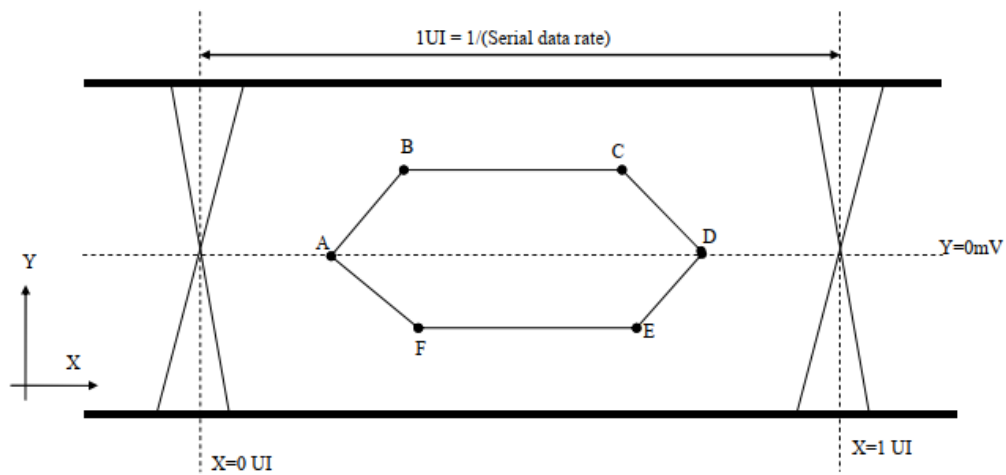 1UI = 1/(Serial data rate)
B
C
A
D
Y=0mV
Y
F
E
X
X=0 UI
X=1 UI